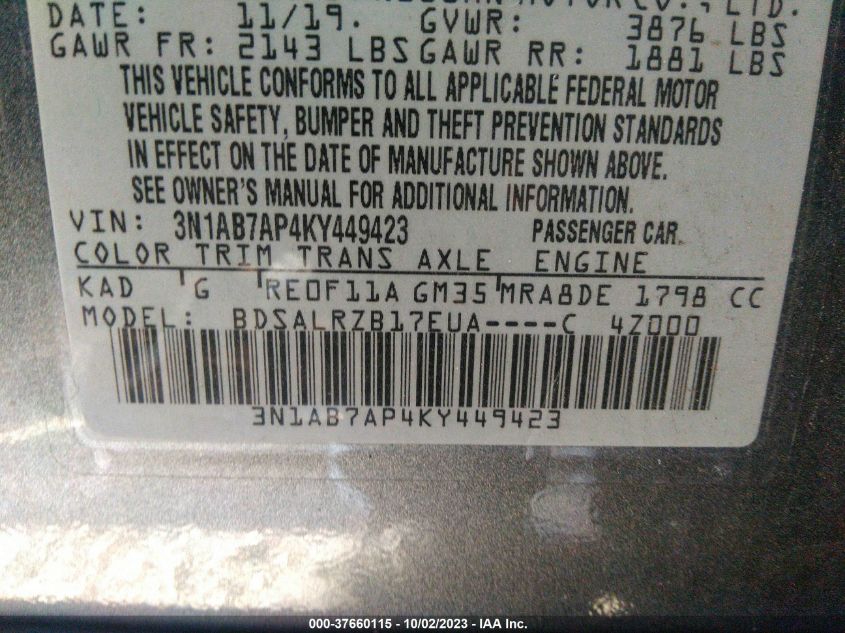 MOTOR CO., LTD.
DATE: 11/19. GVWR: 3876 LBS
GAWR FR: 2143 LBS GAWR RR: 1881 LBS
THIS VEHICLE CONFORMS TO ALL APPLICABLE FEDERAL MOTOR
VEHICLE SAFETY, BUMPER AND THEFT PREVENTION STANDARDS
IN EFFECT ON THE DATE OF MANUFACTURE SHOWN ABOVE.
SEE OWNER'S MANUAL FOR ADDITIONAL INFORMATION.
VIN: 3N1AB7AP4KY449423 PASSENGER CAR
COLOR TRIM TRANS AXLE ENGINE
KAD G RE0F11A GM35 MRA8DE 1798 CC
MODEL: BDSALRZB17EUA----C 4Z000
3N1AB7AP4KY449423
000-37660115 - 10/02/2023 - IAA Inc.